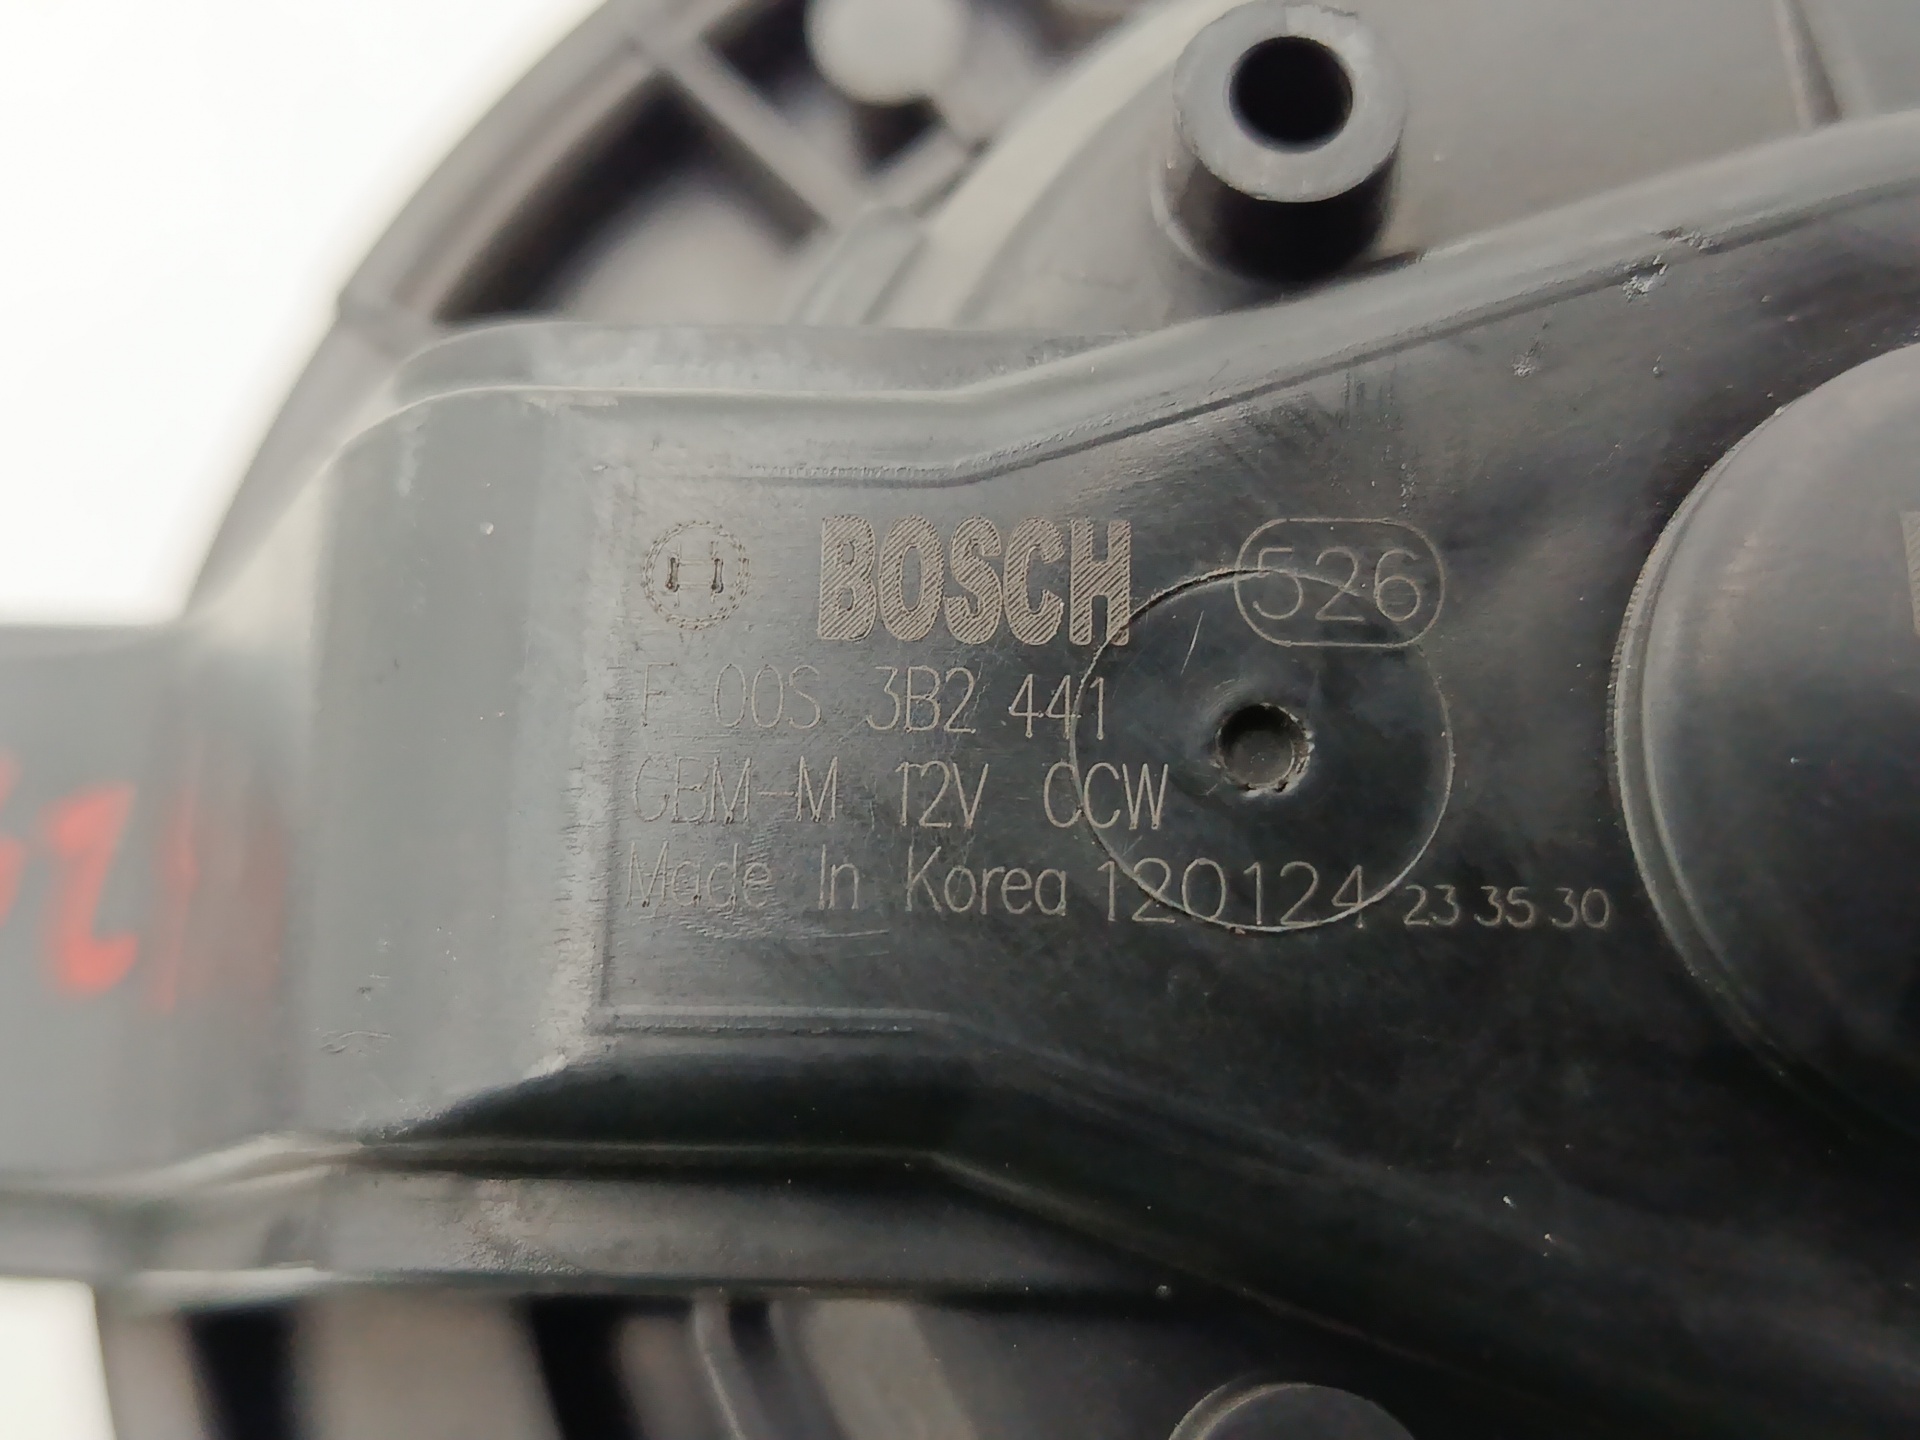 BOSCH 526
F 00S 3B2 441
CBM-M 12V CCW
Made In Korea 120124 23 35 30